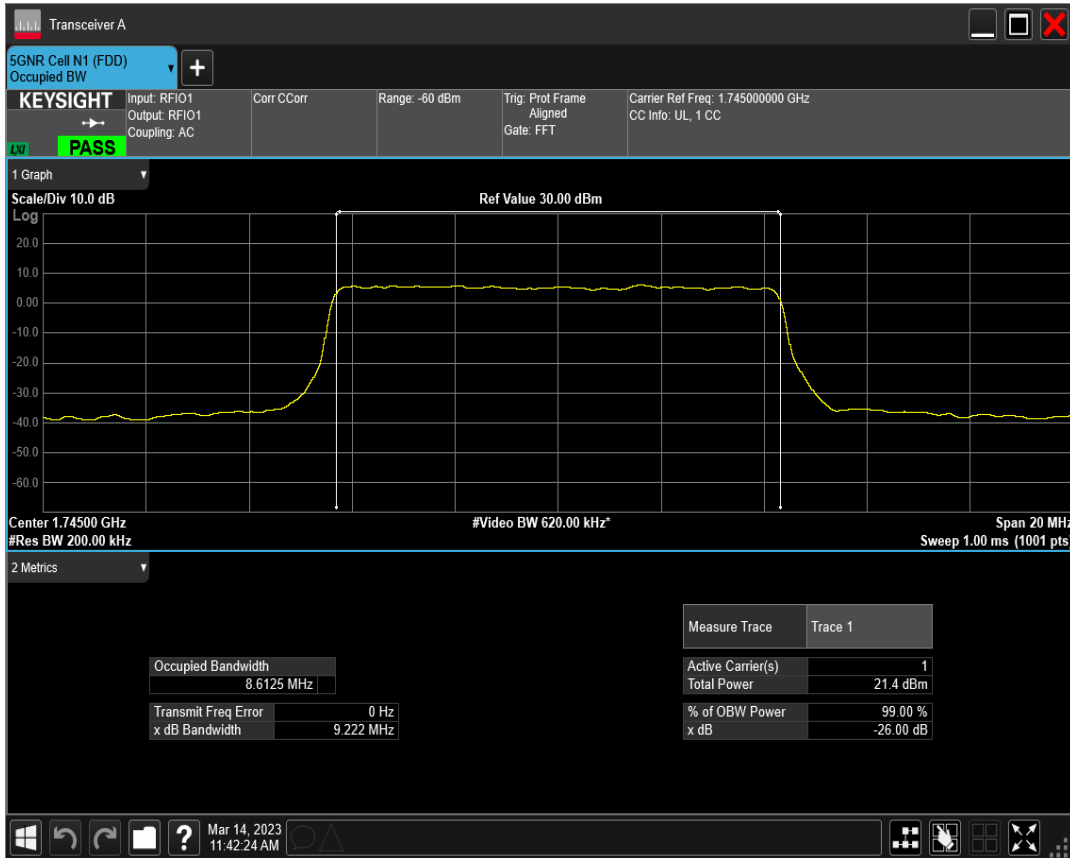 Transceiver A
5GNR Cell N1 (FDD)
Occupied BW
+
KEYSIGHT
LXI
PASS
Input: RFIO1
Output: RFIO1
Coupling: AC
Corr CCorr
Range: -60 dBm
Trig: Prot Frame
Aligned
Gate: FFT
Carrier Ref Freq: 1.745000000 GHz
CC Info: UL, 1 CC
1 Graph
Scale/Div 10.0 dB
Ref Value 30.00 dBm
Log
20.0
10.0
0.00
-10.0
-20.0
-30.0
-40.0
-50.0
-60.0
Center 1.74500 GHz
#Video BW 620.00 kHz*
Span 20 MHz
#Res BW 200.00 kHz
Sweep 1.00 ms (1001 pts)
2 Metrics
Measure Trace Trace 1
Occupied Bandwidth
8.6125 MHz
Active Carrier(s) 1
Total Power 21.4 dBm
Transmit Freq Error 0 Hz
x dB Bandwidth 9.222 MHz
% of OBW Power 99.00 %
x dB -26.00 dB
?
Mar 14, 2023
11:42:24 AM